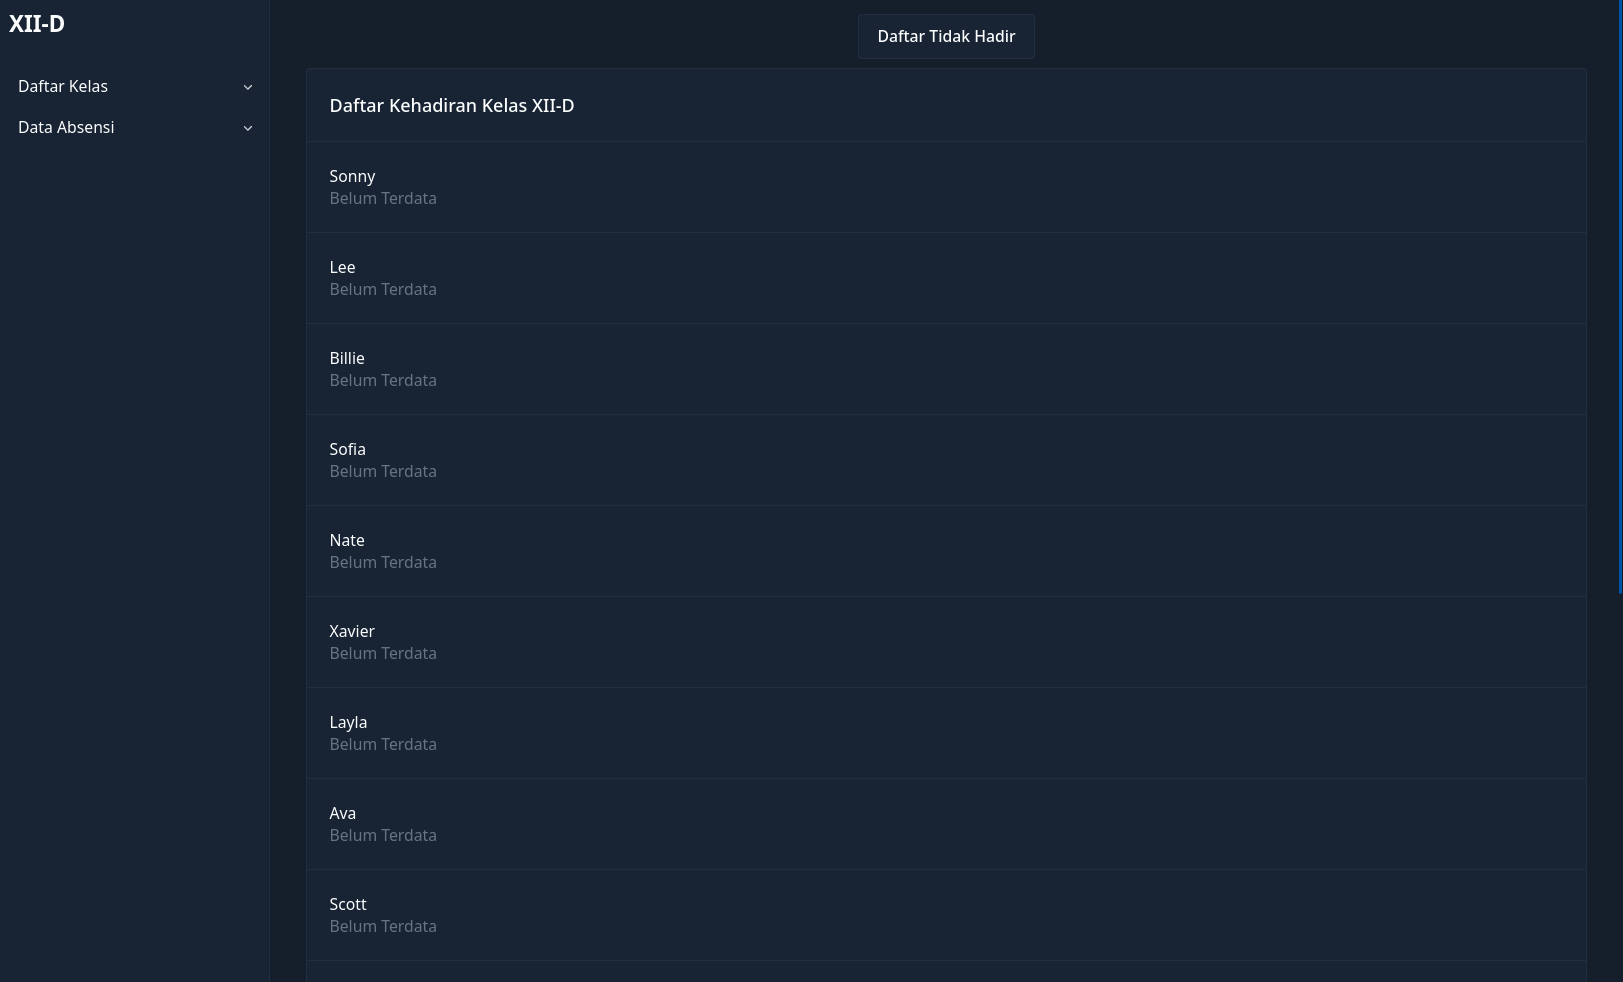 XII-D
Daftar Kelas
Data Absensi
Daftar Tidak Hadir
Daftar Kehadiran Kelas XII-D
Sonny
Belum Terdata
Lee
Belum Terdata
Billie
Belum Terdata
Sofia
Belum Terdata
Nate
Belum Terdata
Xavier
Belum Terdata
Layla
Belum Terdata
Ava
Belum Terdata
Scott
Belum Terdata